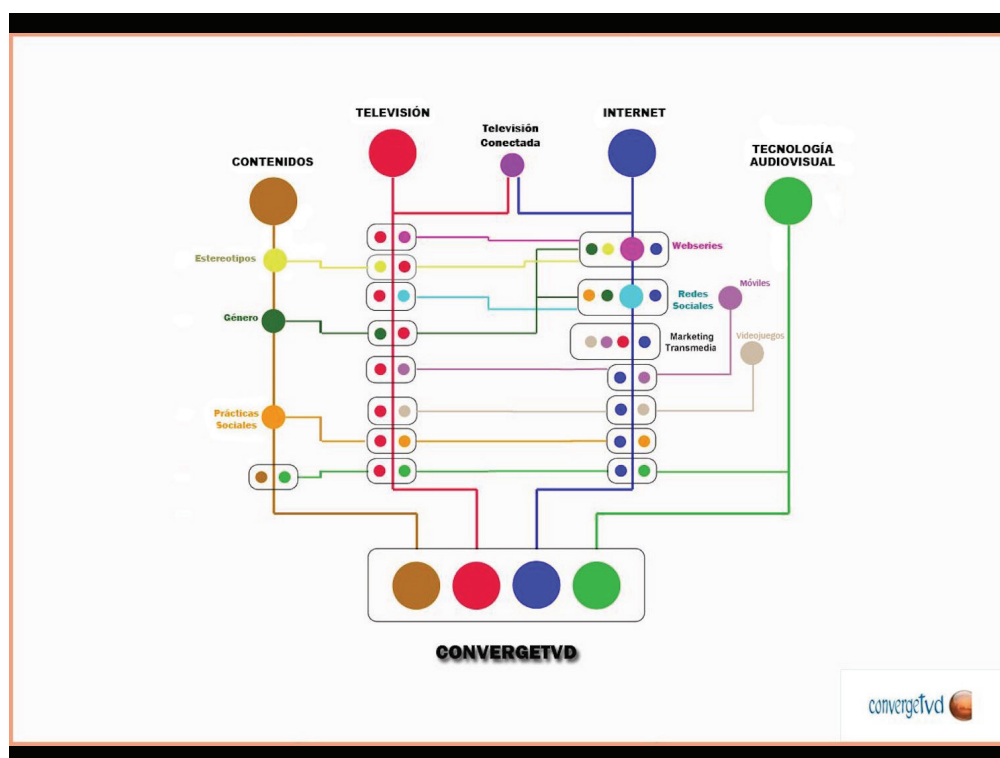 TELEVISIÓN
INTERNET
Televisión
Conectada
CONTENIDOS
TECNOLOGÍA
AUDIOVISUAL
Webseries
Estereotipos
Móviles
Redes
Sociales
Género
Marketing
Transmedia
Videojuegos
Prácticas
Sociales
CONVERGETVD
convergeTvd